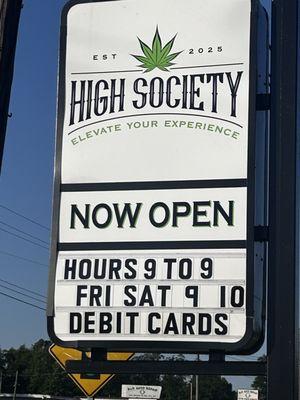 EST 2025
HIGH SOCIETY
ELEVATE YOUR EXPERIENCE
NOW OPEN
HOURS 9 TO 9
FRI SAT 9 10
DEBIT CARDS